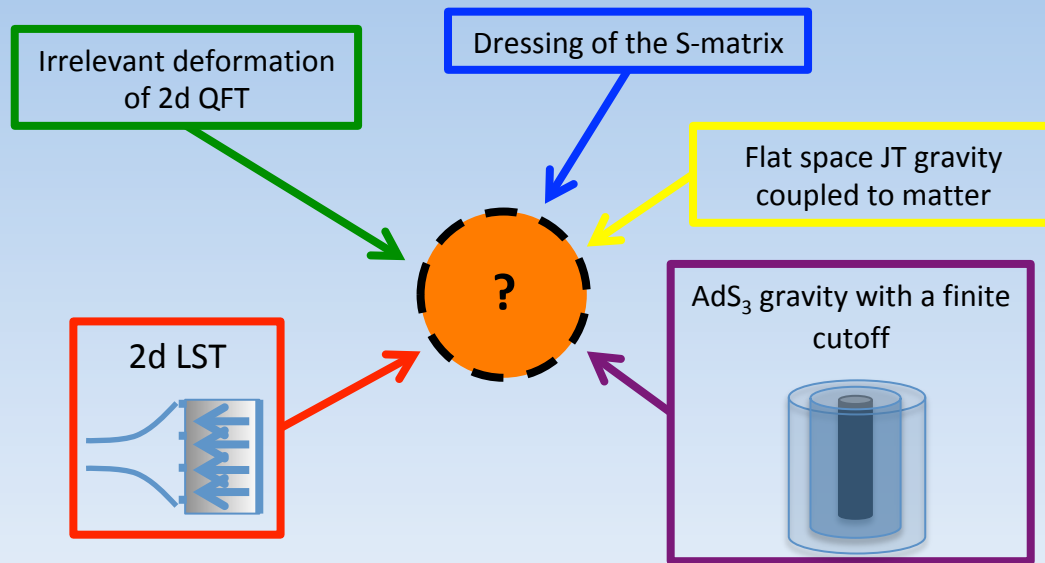 Irrelevant deformation
of 2d QFT
Dressing of the S-matrix
Flat space JT gravity
coupled to matter
?
AdS₃ gravity with a finite
cutoff
2d LST